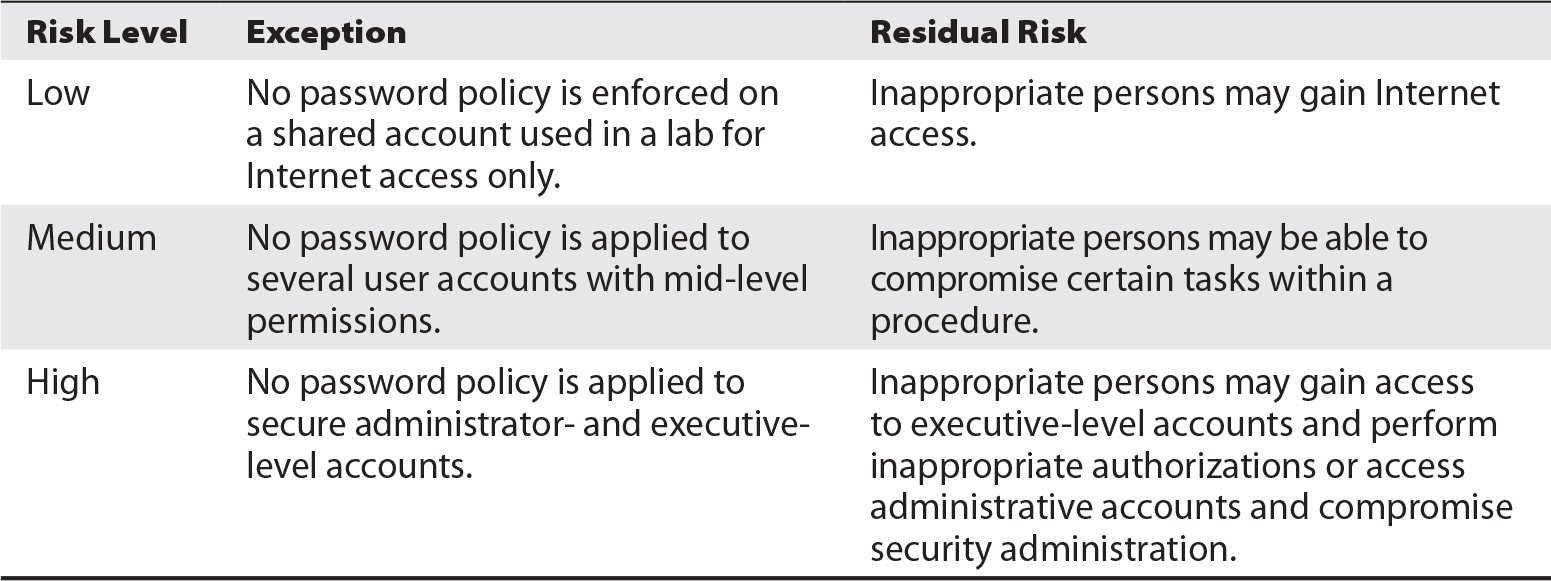 Risk Level Exception Residual Risk
Low No password policy is enforced on Inappropriate persons may gain Internet
a shared account used in a lab for access.
Internet access only.
Medium No password policy is applied to Inappropriate persons may be able to
several user accounts with mid-level compromise certain tasks within a
permissions. procedure.
High No password policy is applied to Inappropriate persons may gain access
secure administrator- and executive- to executive-level accounts and perform
level accounts. inappropriate authorizations or access
administrative accounts and compromise
security administration.